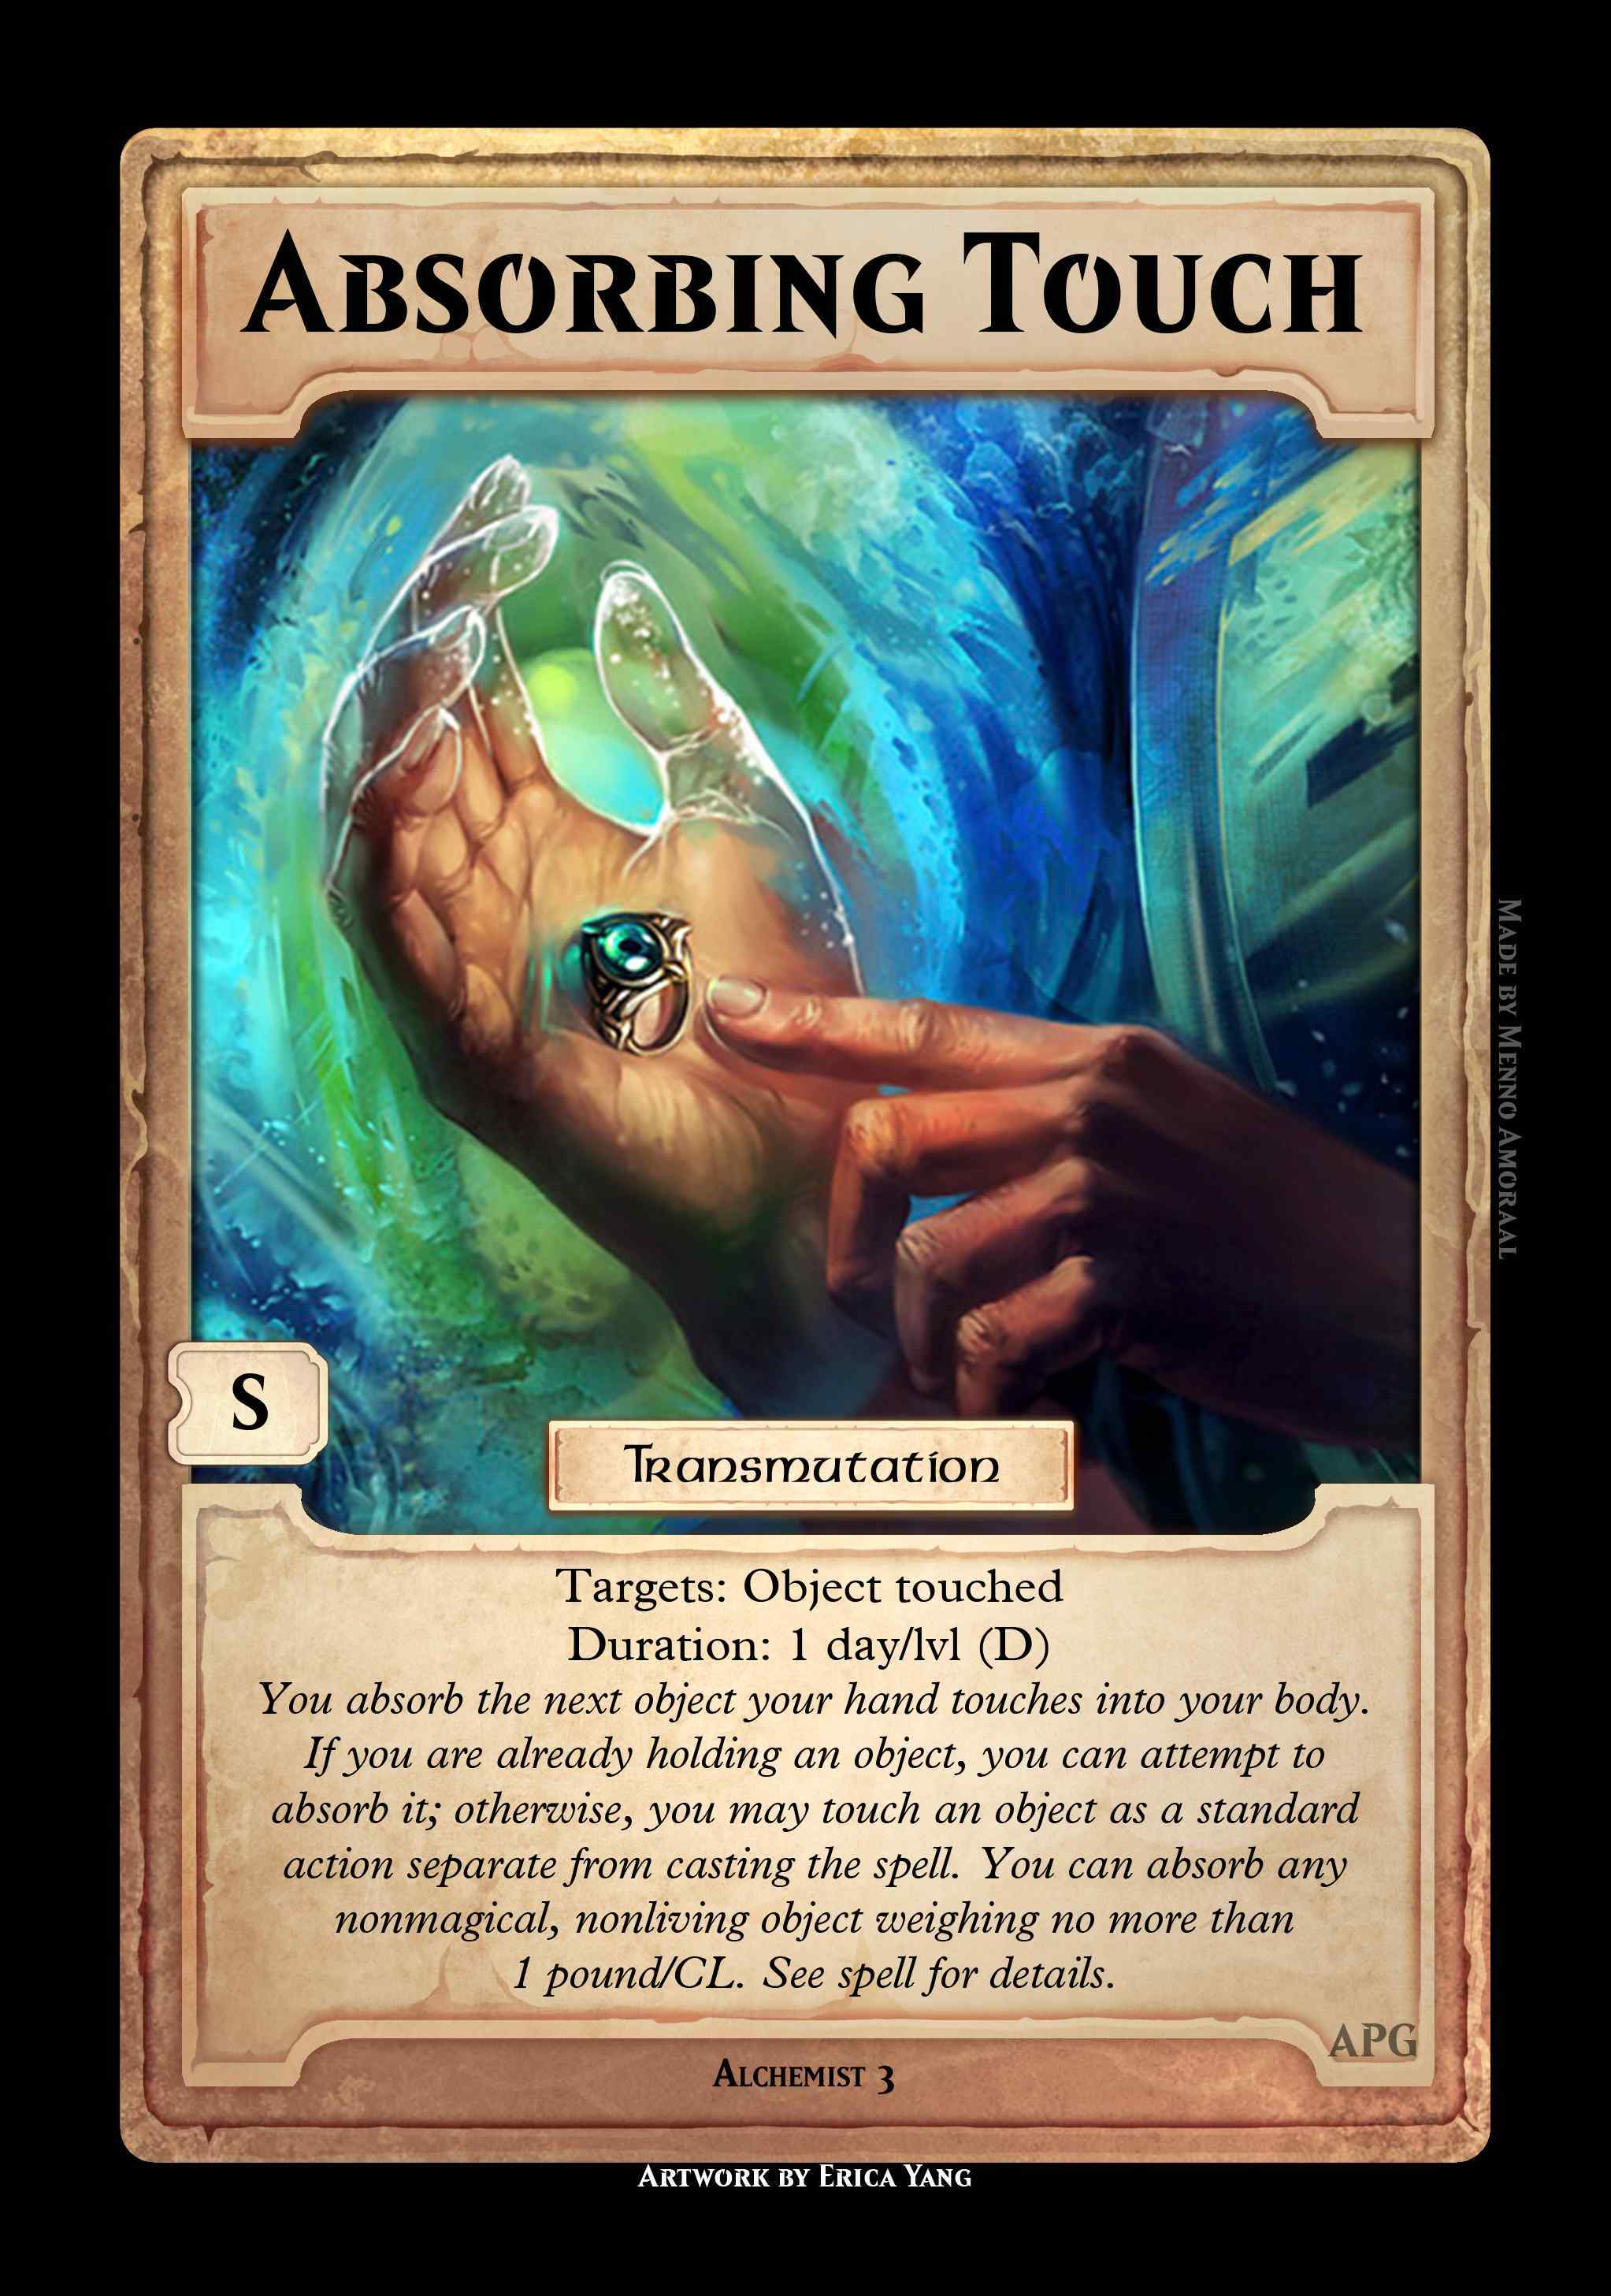 Absorbing Touch
S
Transmutation
Targets: Object touched
Duration: 1 day/lvl (D)
You absorb the next object your hand touches into your body.
If you are already holding an object, you can attempt to
absorb it; otherwise, you may touch an object as a standard
action separate from casting the spell. You can absorb any
nonmagical, nonliving object weighing no more than
1 pound/CL. See spell for details.
APG
Alchemist 3
Artwork by Erica Yang
Made by Menno Amoraal